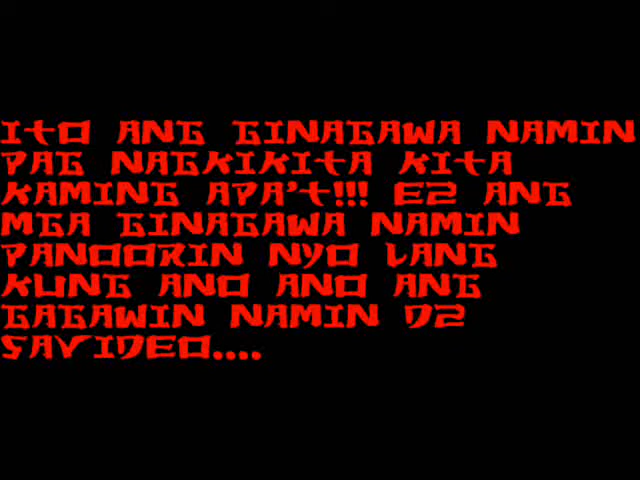 ITO ANG GINAGAWA NAMIN
PAG NAGKIKITA KITA
KAMING APA't!!! E2 ANG
MGA GINAGAWA NAMIN
PANOORIN NYO LANG
KUNG ANO ANO ANG
GAGAWIN NAMIN D2
SAVIDEO....